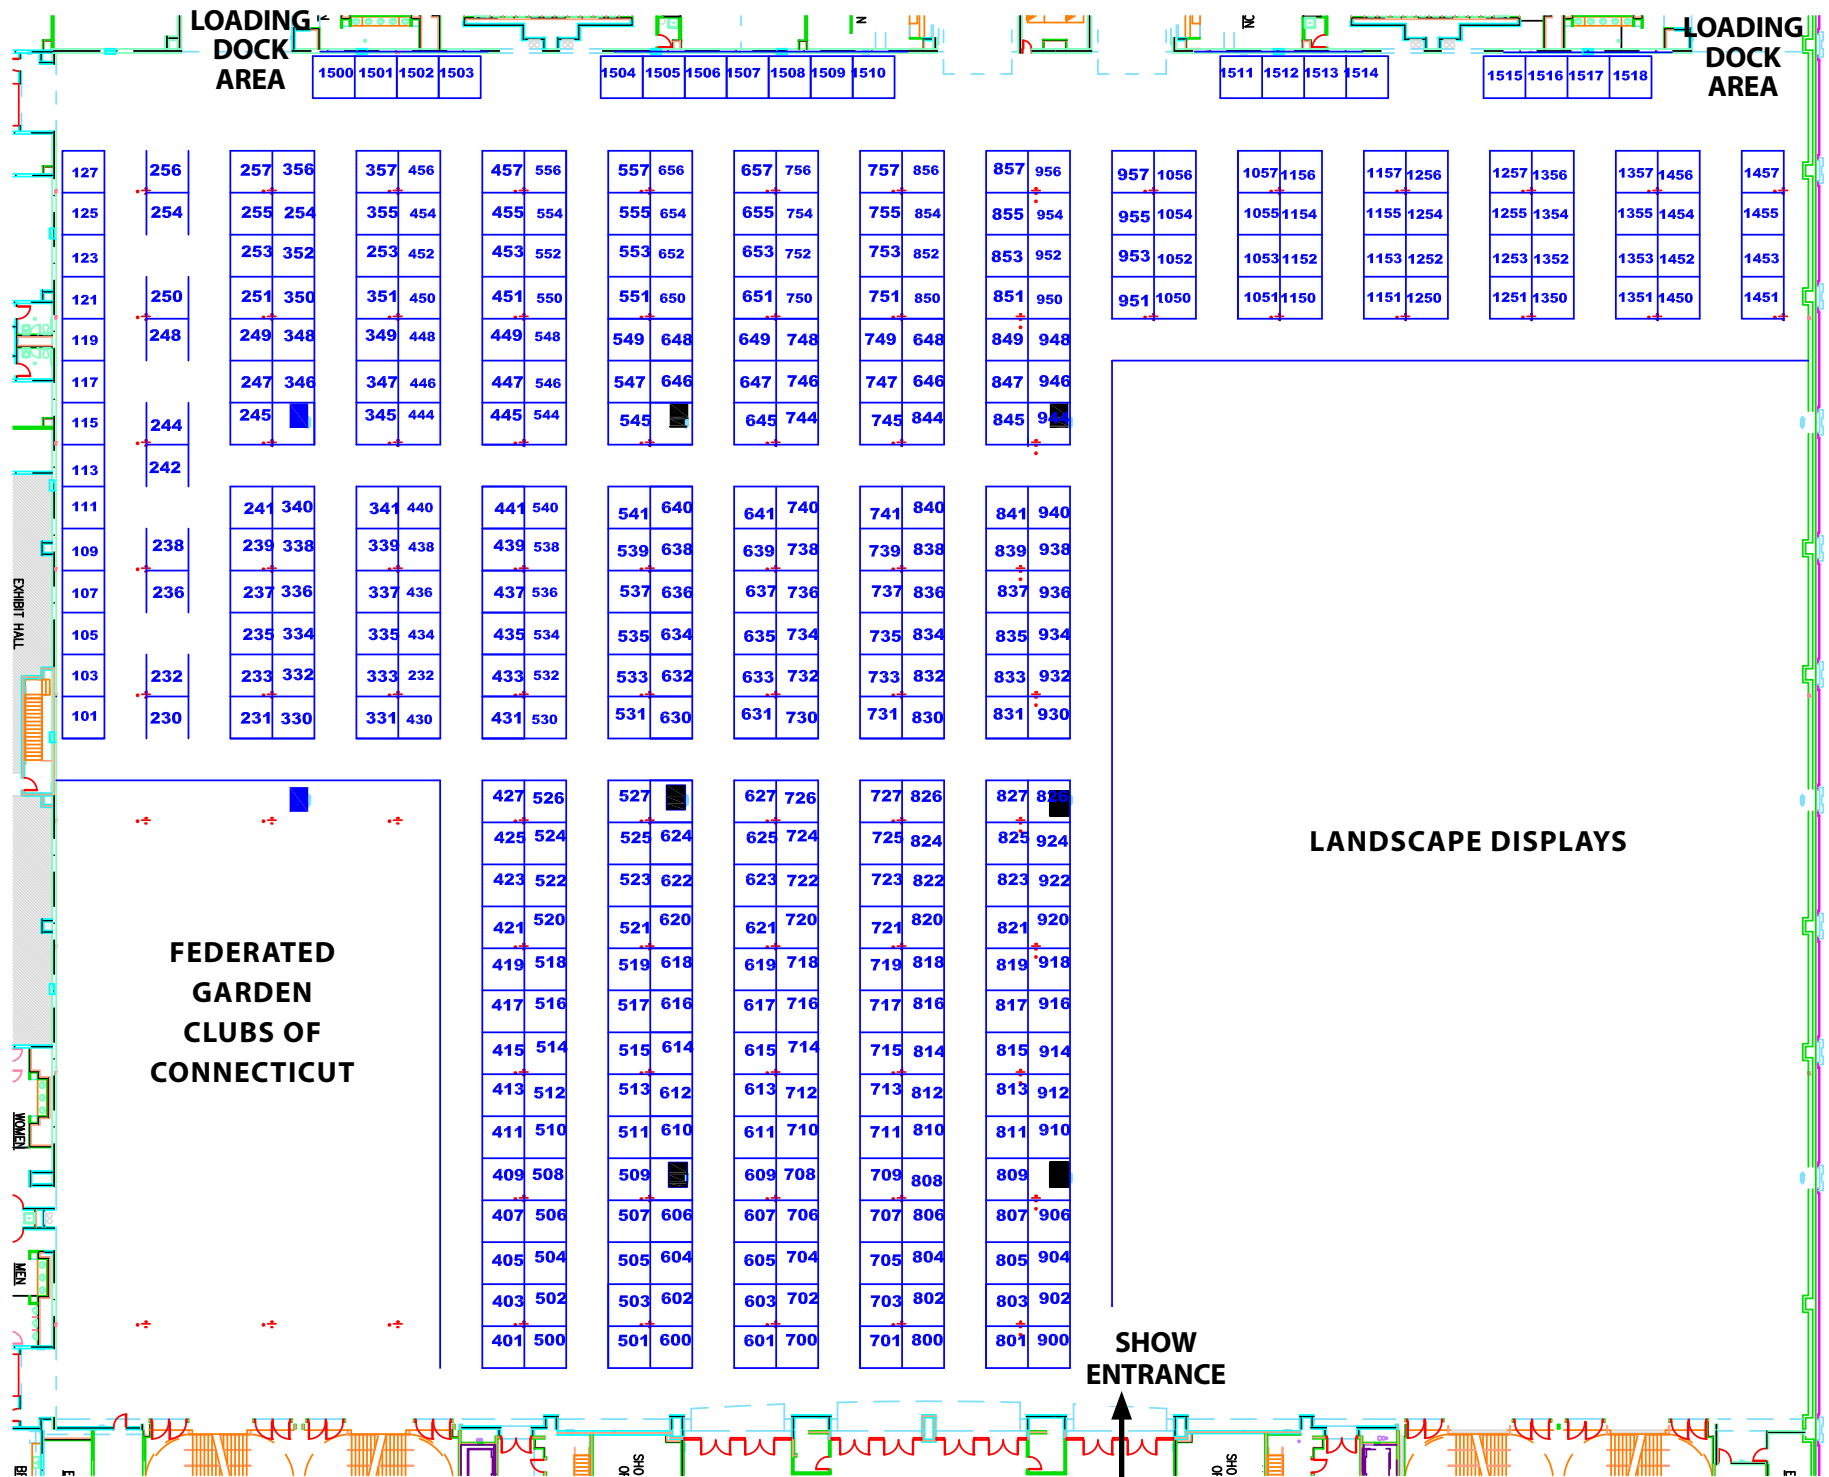 LOADING DOCK AREA
LOADING DOCK AREA
1500 1501 1502 1503 1504 1505 1506 1507 1508 1509 1510 1511 1512 1513 1514 1515 1516 1517 1518
127 256 257 356 357 456 457 556 557 656 657 756 757 856 857 956 957 1056 1057 1156 1157 1256 1257 1356 1357 1456 1457
125 254 255 254 355 454 455 554 555 654 655 754 755 854 855 954 955 1054 1055 1154 1155 1254 1255 1354 1355 1454 1455
123 253 352 253 452 453 552 553 652 653 752 753 852 853 952 953 1052 1053 1152 1153 1252 1253 1352 1353 1452 1453
121 250 251 350 351 450 451 550 551 650 651 750 751 850 851 950 951 1050 1051 1150 1151 1250 1251 1350 1351 1450 1451
119 248 249 348 349 448 449 548 549 648 649 748 749 648 849 948
117 247 346 347 446 447 546 547 646 647 746 747 646 847 946
115 244 245 345 444 445 544 545 645 744 745 844 845 944
113 242
111 241 340 341 440 441 540 541 640 641 740 741 840 841 940
109 238 239 338 339 438 439 538 539 638 639 738 739 838 839 938
107 236 237 336 337 436 437 536 537 636 637 736 737 836 837 936
105 235 334 335 434 435 534 535 634 635 734 735 834 835 934
103 232 233 332 333 232 433 532 533 632 633 732 733 832 833 932
101 230 231 330 331 430 431 530 531 630 631 730 731 830 831 930
427 526 527 627 726 727 826 827 826
425 524 525 624 625 724 725 824 825 924
423 522 523 622 623 722 723 822 823 922
421 520 521 620 621 720 721 820 821 920
419 518 519 618 619 718 719 818 819 918
417 516 517 616 617 716 717 816 817 916
415 514 515 614 615 714 715 814 815 914
413 512 513 612 613 712 713 812 813 912
411 510 511 610 611 710 711 810 811 910
409 508 509 609 708 709 808 809
407 506 507 606 607 706 707 806 807 906
405 504 505 604 605 704 705 804 805 904
403 502 503 602 603 702 703 802 803 902
401 500 501 600 601 700 701 800 801 900
EXHIBIT HALL
WOMEN
MEN
FEDERATED
GARDEN
CLUBS OF
CONNECTICUT
LANDSCAPE DISPLAYS
SHOW
ENTRANCE